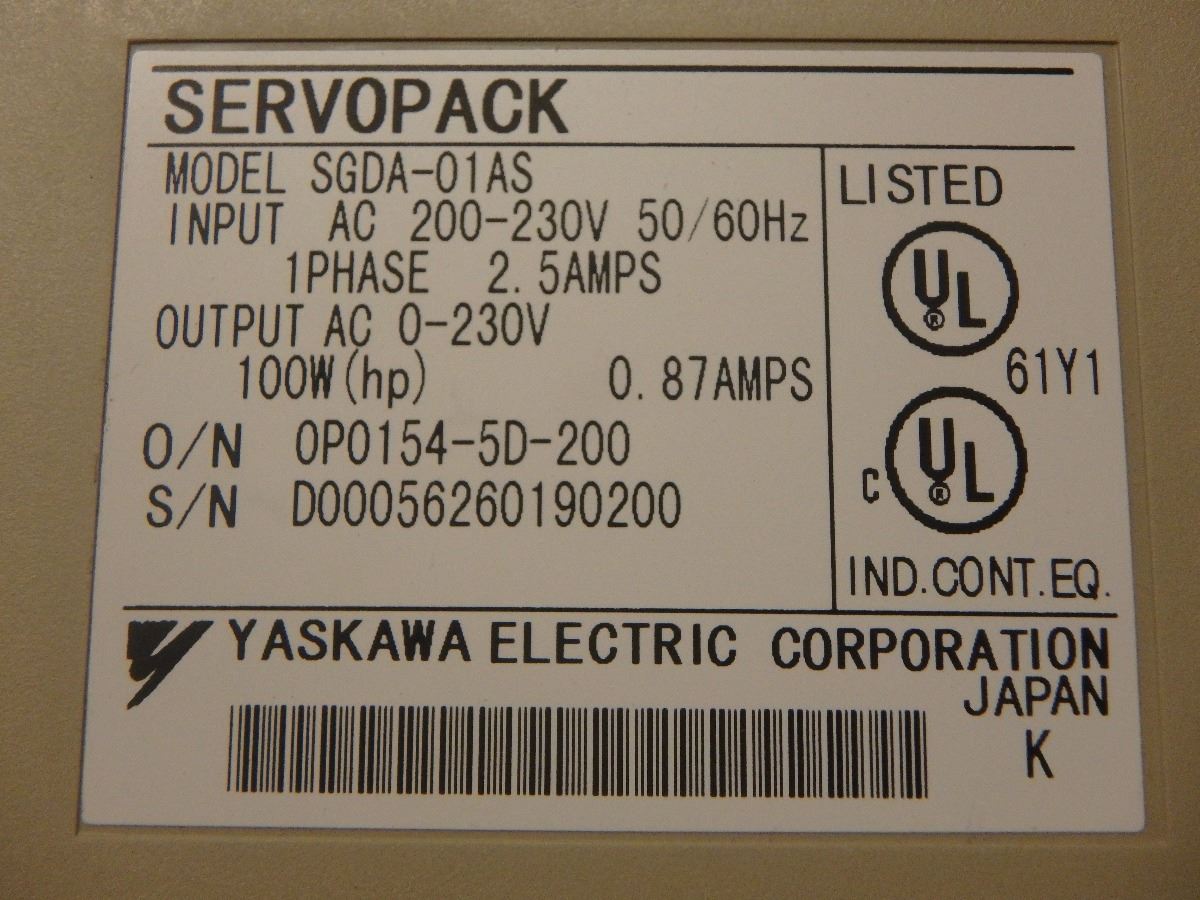 SERVOPACK
MODEL SGDA-01AS
INPUT AC 200-230V 50/60Hz
1PHASE 2.5AMPS
OUTPUT AC 0-230V
100W(hp) 0.87AMPS
O/N OP0154-5D-200
S/N D00056260190200
LISTED
UL ®
61Y1
C UL ®
IND.CONT.EQ.
YASKAWA ELECTRIC CORPORATION
JAPAN
K